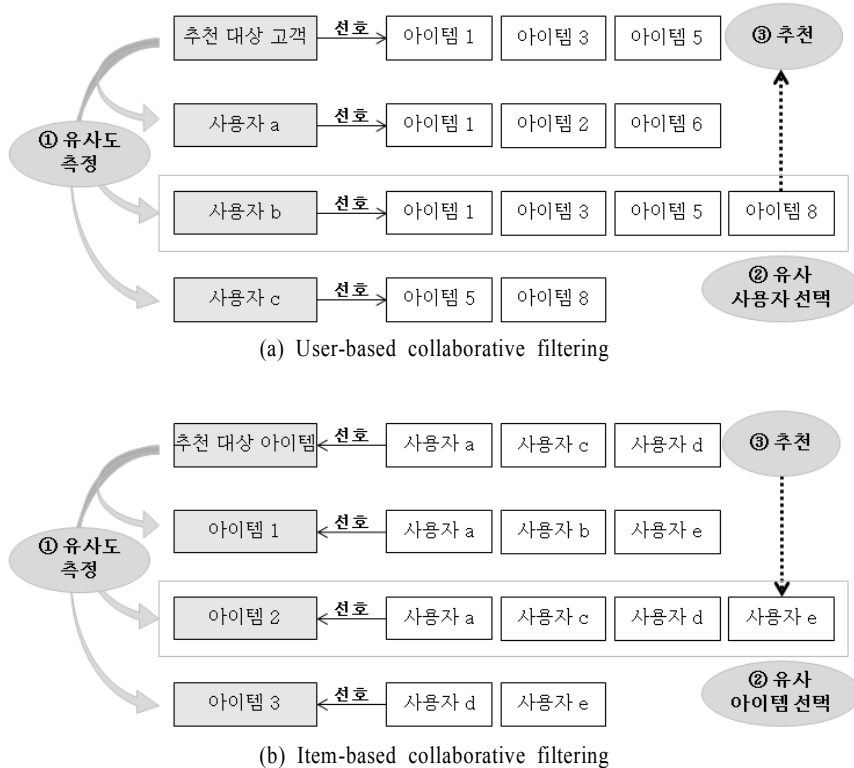 추천 대상 고객 선호 아이템 1 아이템 3 아이템 5 ③ 추천
사용자 a 선호 아이템 1 아이템 2 아이템 6
① 유사도
측정
사용자 b 선호 아이템 1 아이템 3 아이템 5 아이템 8
② 유사
사용자 선택
사용자 c 선호 아이템 5 아이템 8
(a) User-based collaborative filtering
추천 대상 아이템 선호 사용자 a 사용자 c 사용자 d ③ 추천
아이템 1 선호 사용자 a 사용자 b 사용자 e
① 유사도
측정
아이템 2 선호 사용자 a 사용자 c 사용자 d 사용자 e
② 유사
아이템 선택
아이템 3 선호 사용자 d 사용자 e
(b) Item-based collaborative filtering